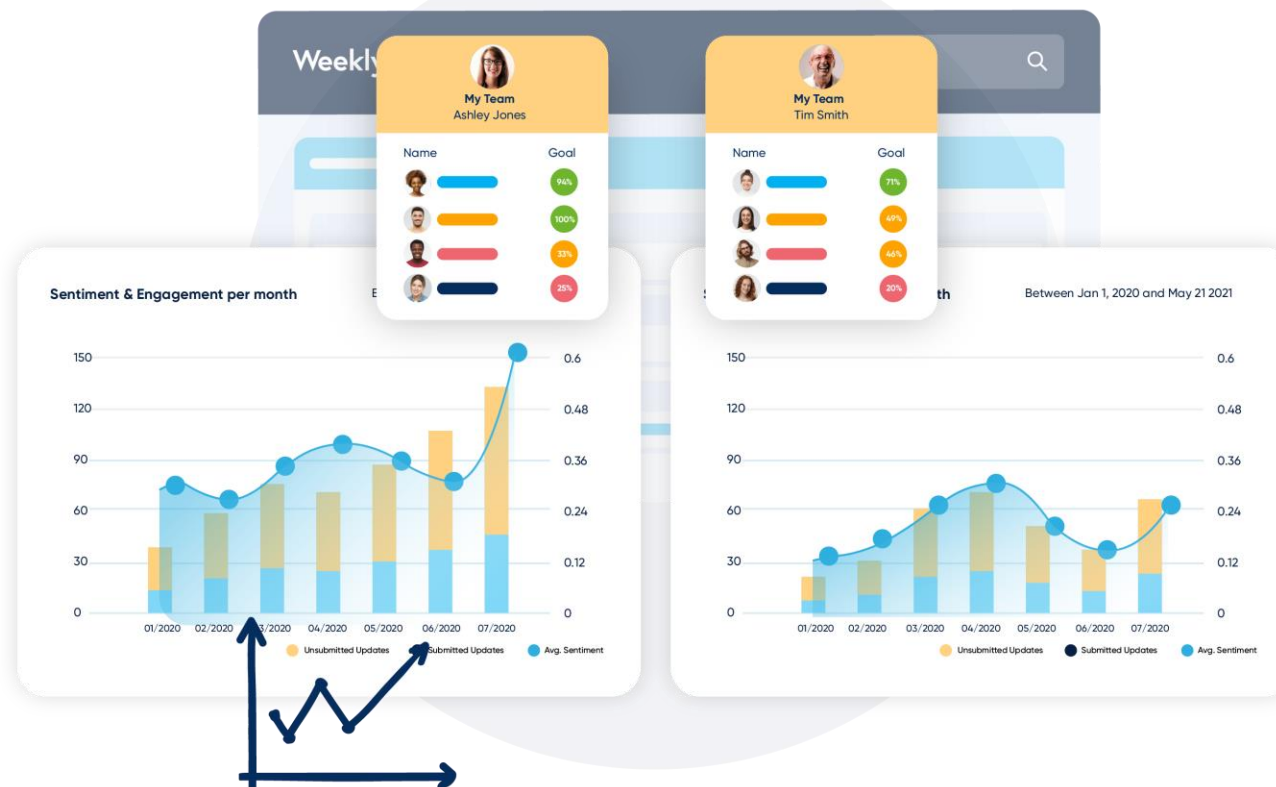 Weekly
My Team
Ashley Jones
Name Goal
94%
100%
33%
25%
My Team
Tim Smith
Name Goal
71%
49%
46%
20%
Sentiment & Engagement per month
150 0.6
120 0.48
90 0.36
60 0.24
30 0.12
0 0
01/2020 02/2020 03/2020 04/2020 05/2020 06/2020 07/2020
Unsubmitted Updates Submitted Updates Avg. Sentiment
Between Jan 1, 2020 and May 21 2021
150 0.6
120 0.48
90 0.36
60 0.24
30 0.12
0 0
01/2020 02/2020 03/2020 04/2020 05/2020 06/2020 07/2020
Unsubmitted Updates Submitted Updates Avg. Sentiment